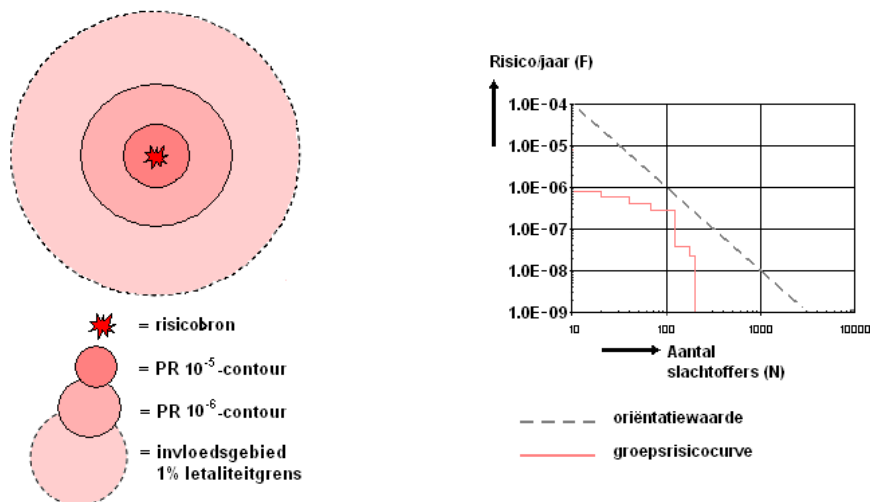 = risicobron
= PR 10⁻⁵-contour
= PR 10⁻⁶-contour
= invloedsgebied
1% letaliteitgrens
Risico/jaar (F)
1.0E-04
1.0E-05
1.0E-06
1.0E-07
1.0E-08
1.0E-09
10 100 1000 10000
Aantal
slachtoffers (N)
oriëntatiewaarde
groepsrisicocurve